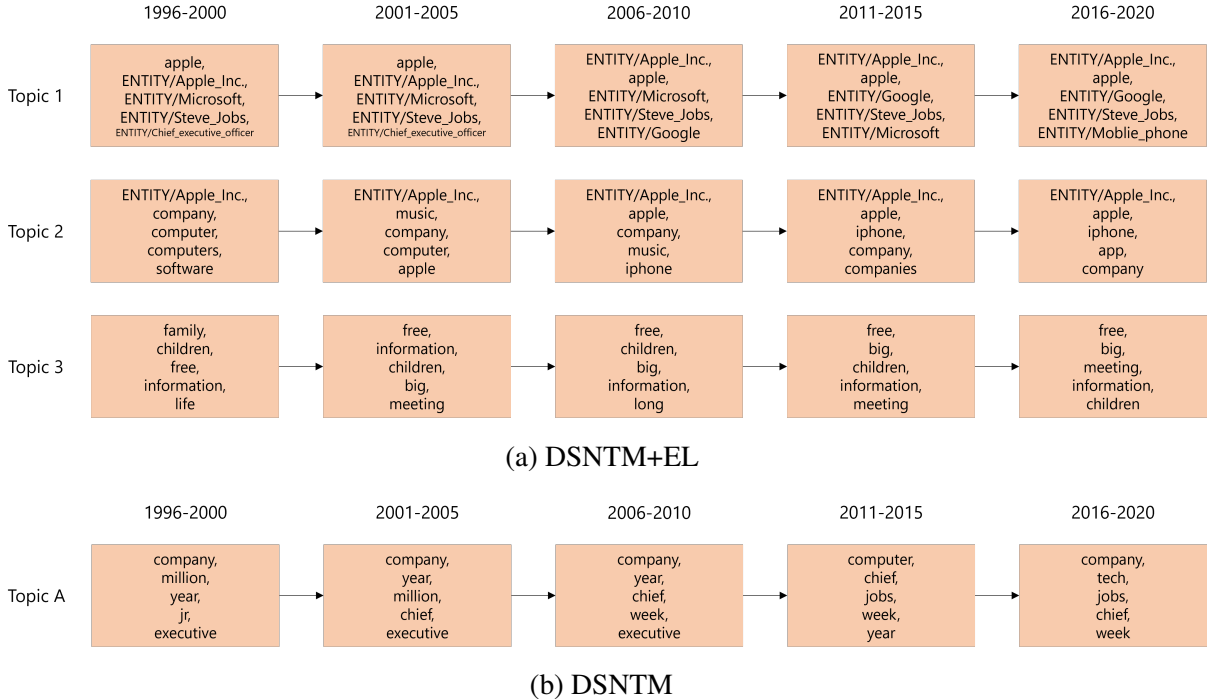 1996-2000 2001-2005 2006-2010 2011-2015 2016-2020
Topic 1
apple,
ENTITY/Apple_Inc.,
ENTITY/Microsoft,
ENTITY/Steve_Jobs,
ENTITY/Chief_executive_officer
apple,
ENTITY/Apple_Inc.,
ENTITY/Microsoft,
ENTITY/Steve_Jobs,
ENTITY/Chief_executive_officer
ENTITY/Apple_Inc.,
apple,
ENTITY/Microsoft,
ENTITY/Steve_Jobs,
ENTITY/Google
ENTITY/Apple_Inc.,
apple,
ENTITY/Google,
ENTITY/Steve_Jobs,
ENTITY/Microsoft
ENTITY/Apple_Inc.,
apple,
ENTITY/Google,
ENTITY/Steve_Jobs,
ENTITY/Moblie_phone
Topic 2
ENTITY/Apple_Inc.,
company,
computer,
computers,
software
ENTITY/Apple_Inc.,
music,
company,
computer,
apple
ENTITY/Apple_Inc.,
apple,
company,
music,
iphone
ENTITY/Apple_Inc.,
apple,
iphone,
company,
companies
ENTITY/Apple_Inc.,
apple,
iphone,
app,
company
Topic 3
family,
children,
free,
information,
life
free,
information,
children,
big,
meeting
free,
children,
big,
information,
long
free,
big,
children,
information,
meeting
free,
big,
meeting,
information,
children
(a) DSNTM+EL
1996-2000 2001-2005 2006-2010 2011-2015 2016-2020
Topic A
company,
million,
year,
jr,
executive
company,
year,
million,
chief,
executive
company,
year,
chief,
week,
executive
computer,
chief,
jobs,
week,
year
company,
tech,
jobs,
chief,
week
(b) DSNTM